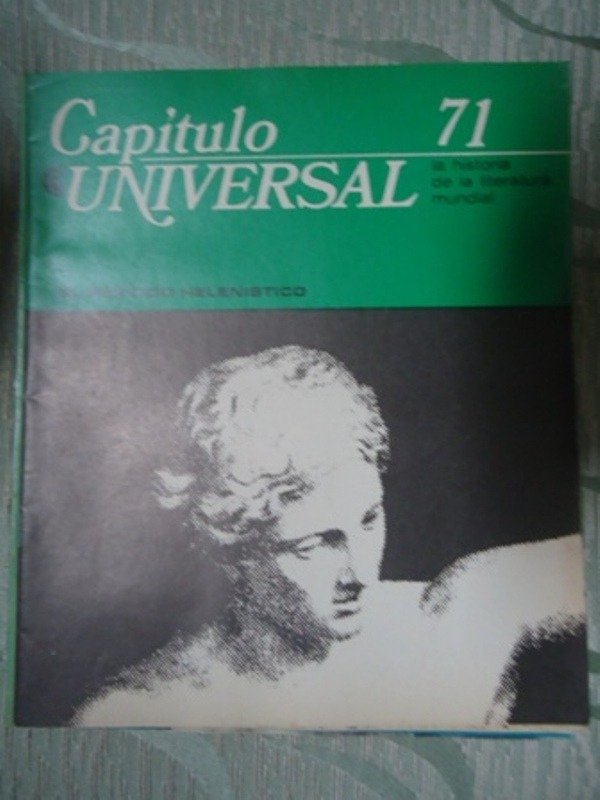 Capitulo
UNIVERSAL
71
la historia
de la literatura
mundial
HELENISTICO